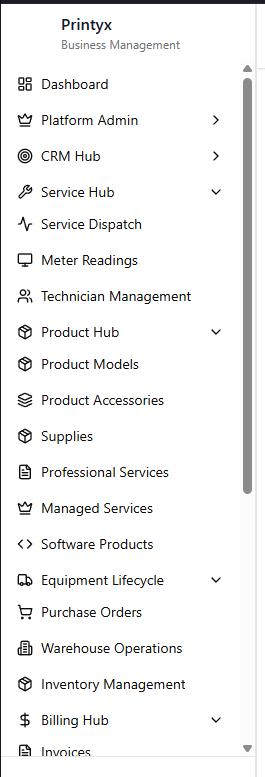 Printyx
Business Management
Dashboard
Platform Admin
CRM Hub
Service Hub
Service Dispatch
Meter Readings
Technician Management
Product Hub
Product Models
Product Accessories
Supplies
Professional Services
Managed Services
Software Products
Equipment Lifecycle
Purchase Orders
Warehouse Operations
Inventory Management
Billing Hub
Invoices